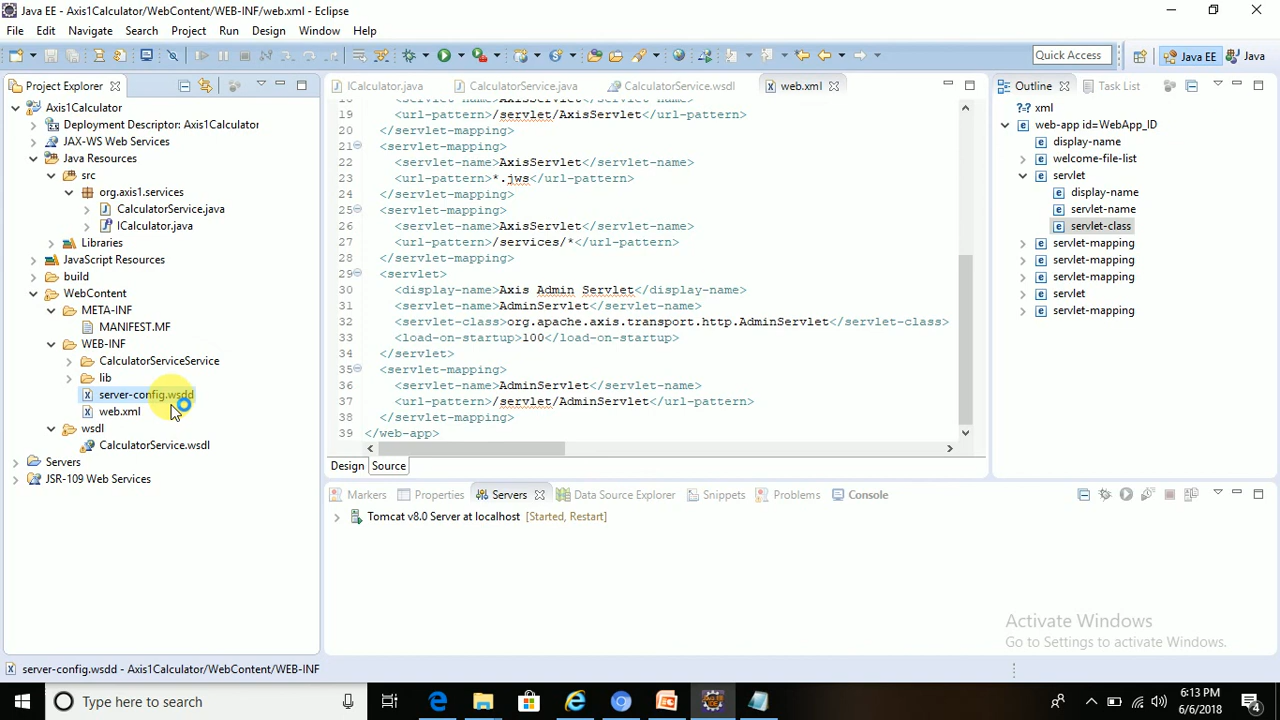 Java EE - Axis1Calculator/WebContent/WEB-INF/web.xml - Eclipse
File Edit Navigate Search Project Run Design Window Help
Quick Access
Java EE
Java
Project Explorer
Axis1Calculator
Deployment Descriptor: Axis1Calculator
JAX-WS Web Services
Java Resources
src
org.axis1.services
CalculatorService.java
ICalculator.java
Libraries
JavaScript Resources
build
WebContent
META-INF
MANIFEST.MF
WEB-INF
CalculatorServiceService
lib
server-config.wsdd
web.xml
wsdl
CalculatorService.wsdl
Servers
JSR-109 Web Services
ICalculator.java CalculatorService.java CalculatorService.wsdl web.xml
18 <servlet-name>AxisServlet</servlet-name>
19 <url-pattern>/servlet/AxisServlet</url-pattern>
20 </servlet-mapping>
21 <servlet-mapping>
22 <servlet-name>AxisServlet</servlet-name>
23 <url-pattern>*.jws</url-pattern>
24 </servlet-mapping>
25 <servlet-mapping>
26 <servlet-name>AxisServlet</servlet-name>
27 <url-pattern>/services/*</url-pattern>
28 </servlet-mapping>
29 <servlet>
30 <display-name>Axis Admin Servlet</display-name>
31 <servlet-name>AdminServlet</servlet-name>
32 <servlet-class>org.apache.axis.transport.http.AdminServlet</servlet-class>
33 <load-on-startup>100</load-on-startup>
34 </servlet>
35 <servlet-mapping>
36 <servlet-name>AdminServlet</servlet-name>
37 <url-pattern>/servlet/AdminServlet</url-pattern>
38 </servlet-mapping>
39 </web-app>
Design Source
Outline Task List
xml
web-app id=WebApp_ID
display-name
welcome-file-list
servlet
display-name
servlet-name
servlet-class
servlet-mapping
servlet-mapping
servlet-mapping
servlet
servlet-mapping
Markers Properties Servers Data Source Explorer Snippets Problems Console
Tomcat v8.0 Server at localhost [Started, Restart]
Activate Windows
Go to Settings to activate Windows.
server-config.wsdd - Axis1Calculator/WebContent/WEB-INF
Type here to search
6:13 PM
6/6/2018
4